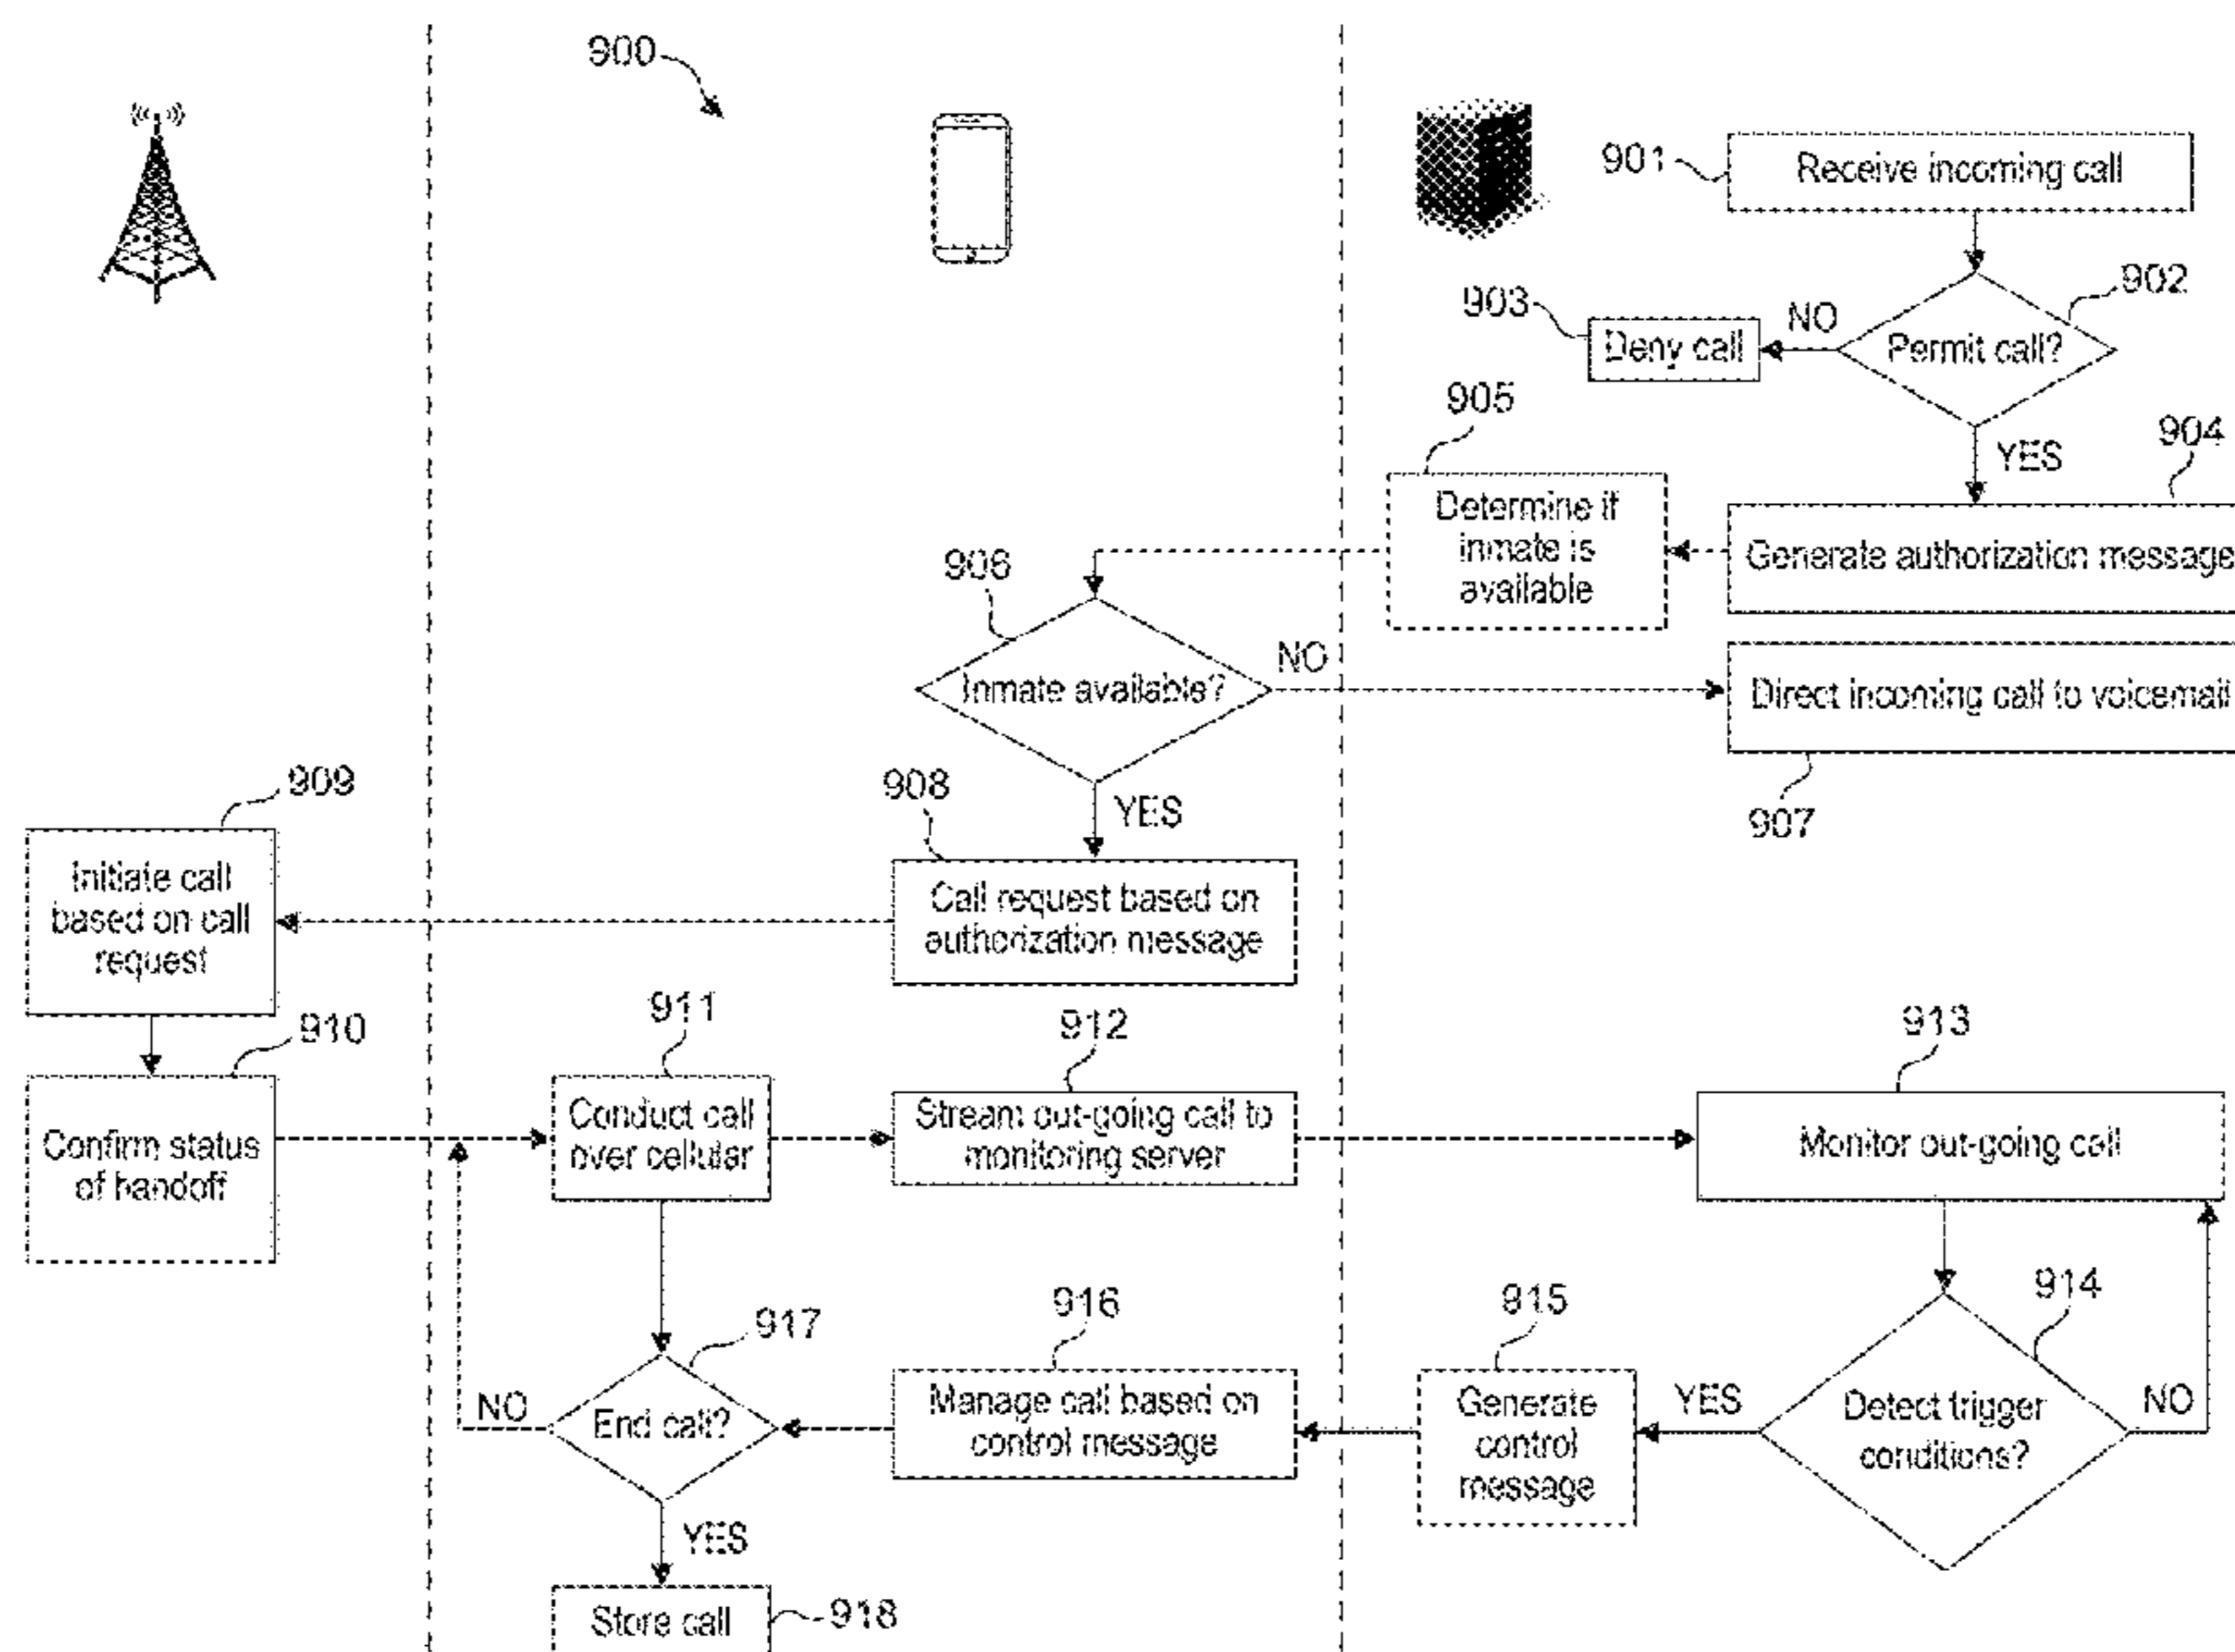 900
901
Receive incoming call
902
903
NO
Deny call
Permit call?
905
YES
904
Determine if
inmate is
available
Generate authorization message
906
NO
Inmate available?
Direct incoming call to voicemail
909
908
YES
907
Initiate call
based on call
request
Call request based on
authorization message
911
912
913
910
Confirm status
of handoff
Conduct call
over cellular
Stream out-going call to
monitoring server
Monitor out-going call
917
916
915
914
NO
End call?
Manage call based on
control message
Generate
control
message
YES
Detect trigger
conditions?
NO
YES
Store call
918